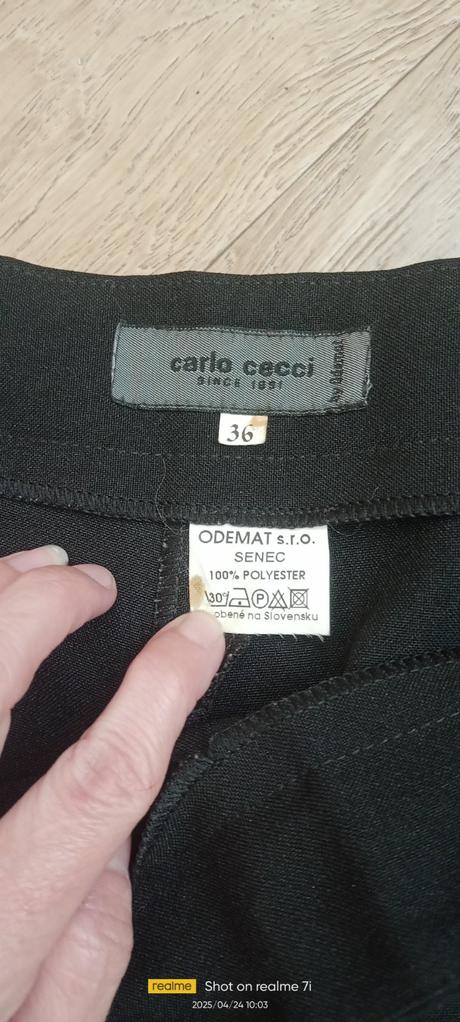 carlo cecci
SINCE 1991
by Odemat
36
ODEMAT s.r.o.
SENEC
100% POLYESTER
30° P
obené na Slovensku
realme Shot on realme 7i
2025/04/24 10:03